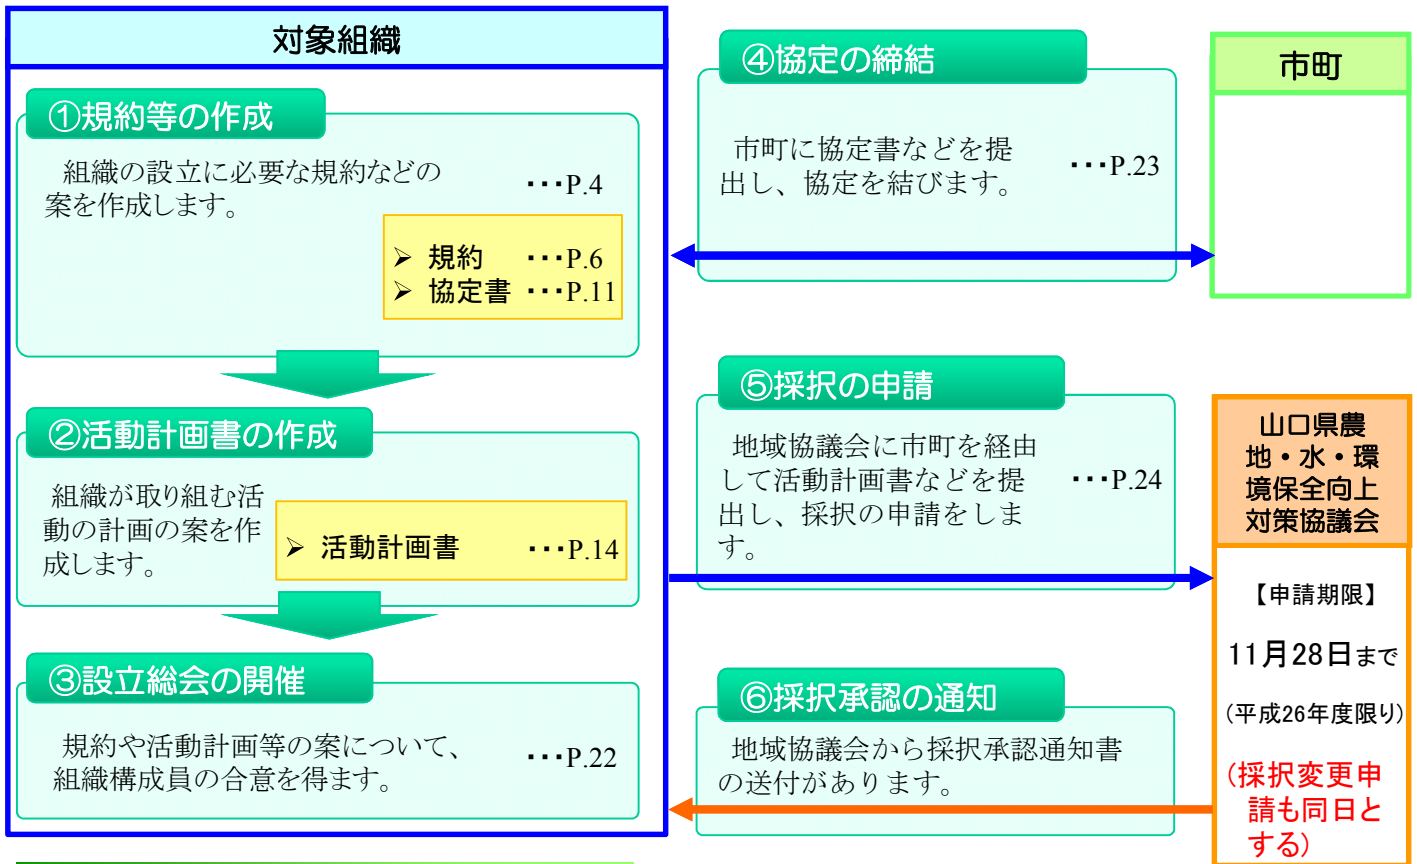 対象組織
①規約等の作成
組織の設立に必要な規約などの
案を作成します。
・・・P.4
➢ 規約 ・・・P.6
➢ 協定書 ・・・P.11
②活動計画書の作成
組織が取り組む活
動の計画の案を作
成します。
➢ 活動計画書 ・・・P.14
③設立総会の開催
規約や活動計画等の案について、
組織構成員の合意を得ます。
・・・P.22
④協定の締結
市町に協定書などを提
出し、協定を結びます。
・・・P.23
市町
⑤採択の申請
地域協議会に市町を経由
して活動計画書などを提
出し、採択の申請をしま
す。
・・・P.24
山口県農
地・水・環
境保全向上
対策協議会
【申請期限】
11月28日まで
(平成26年度限り)
(採択変更申
請も同日と
する)
⑥採択承認の通知
地域協議会から採択承認通知書
の送付があります。